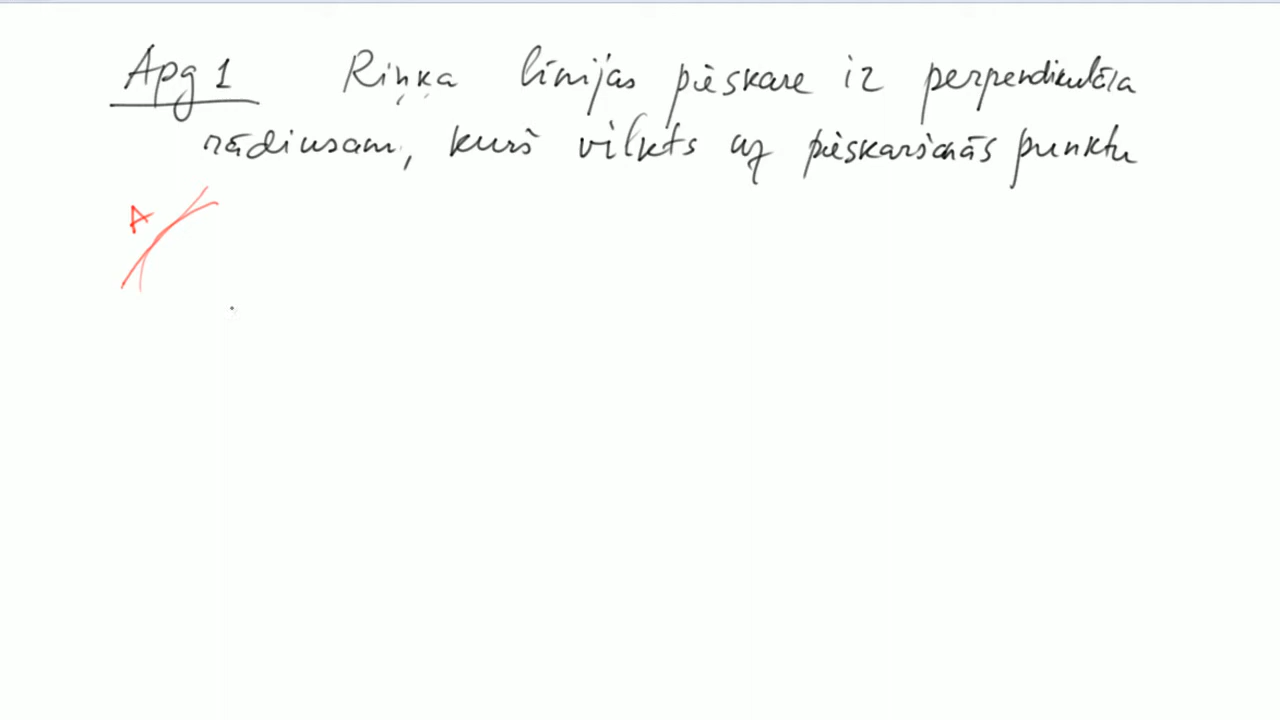 Apg 1 Riņķa līnijas pieskare ir perpendikulāra
rādiusam, kurš vilkts uz pieskaršanās punktu
A